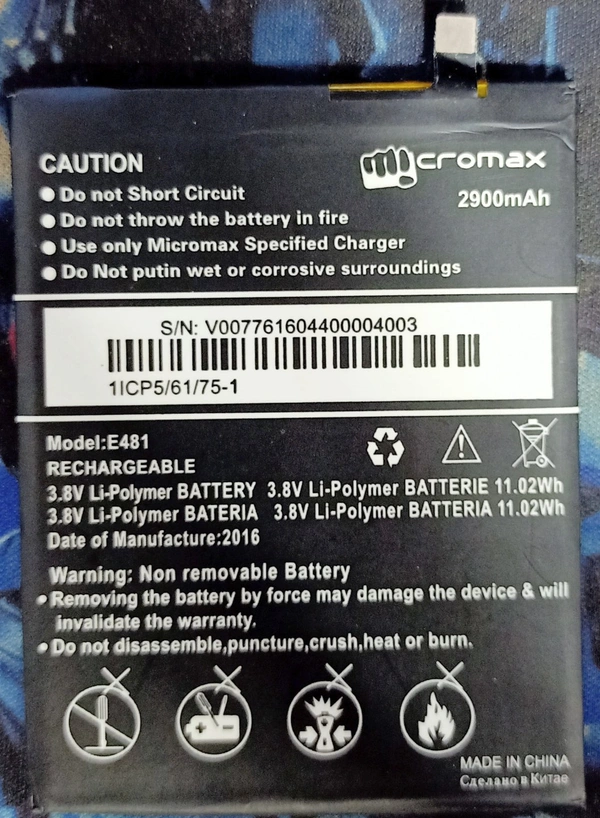 CAUTION
● Do not Short Circuit
● Do not throw the battery in fire
● Use only Micromax Specified Charger
● Do Not putin wet or corrosive surroundings
micromax
2900mAh
S/N: V007761604400004003
1ICP5/61/75-1
Model:E481
RECHARGEABLE
3.8V Li-Polymer BATTERY 3.8V Li-Polymer BATTERIE 11.02Wh
3.8V Li-Polymer BATERIA 3.8V Li-Polymer BATTERIA 11.02Wh
Date of Manufacture:2016
Warning: Non removable Battery
• Removing the battery by force may damage the device & will
invalidate the warranty.
• Do not disassemble,puncture,crush,heat or burn.
MADE IN CHINA
Сделано в Китае